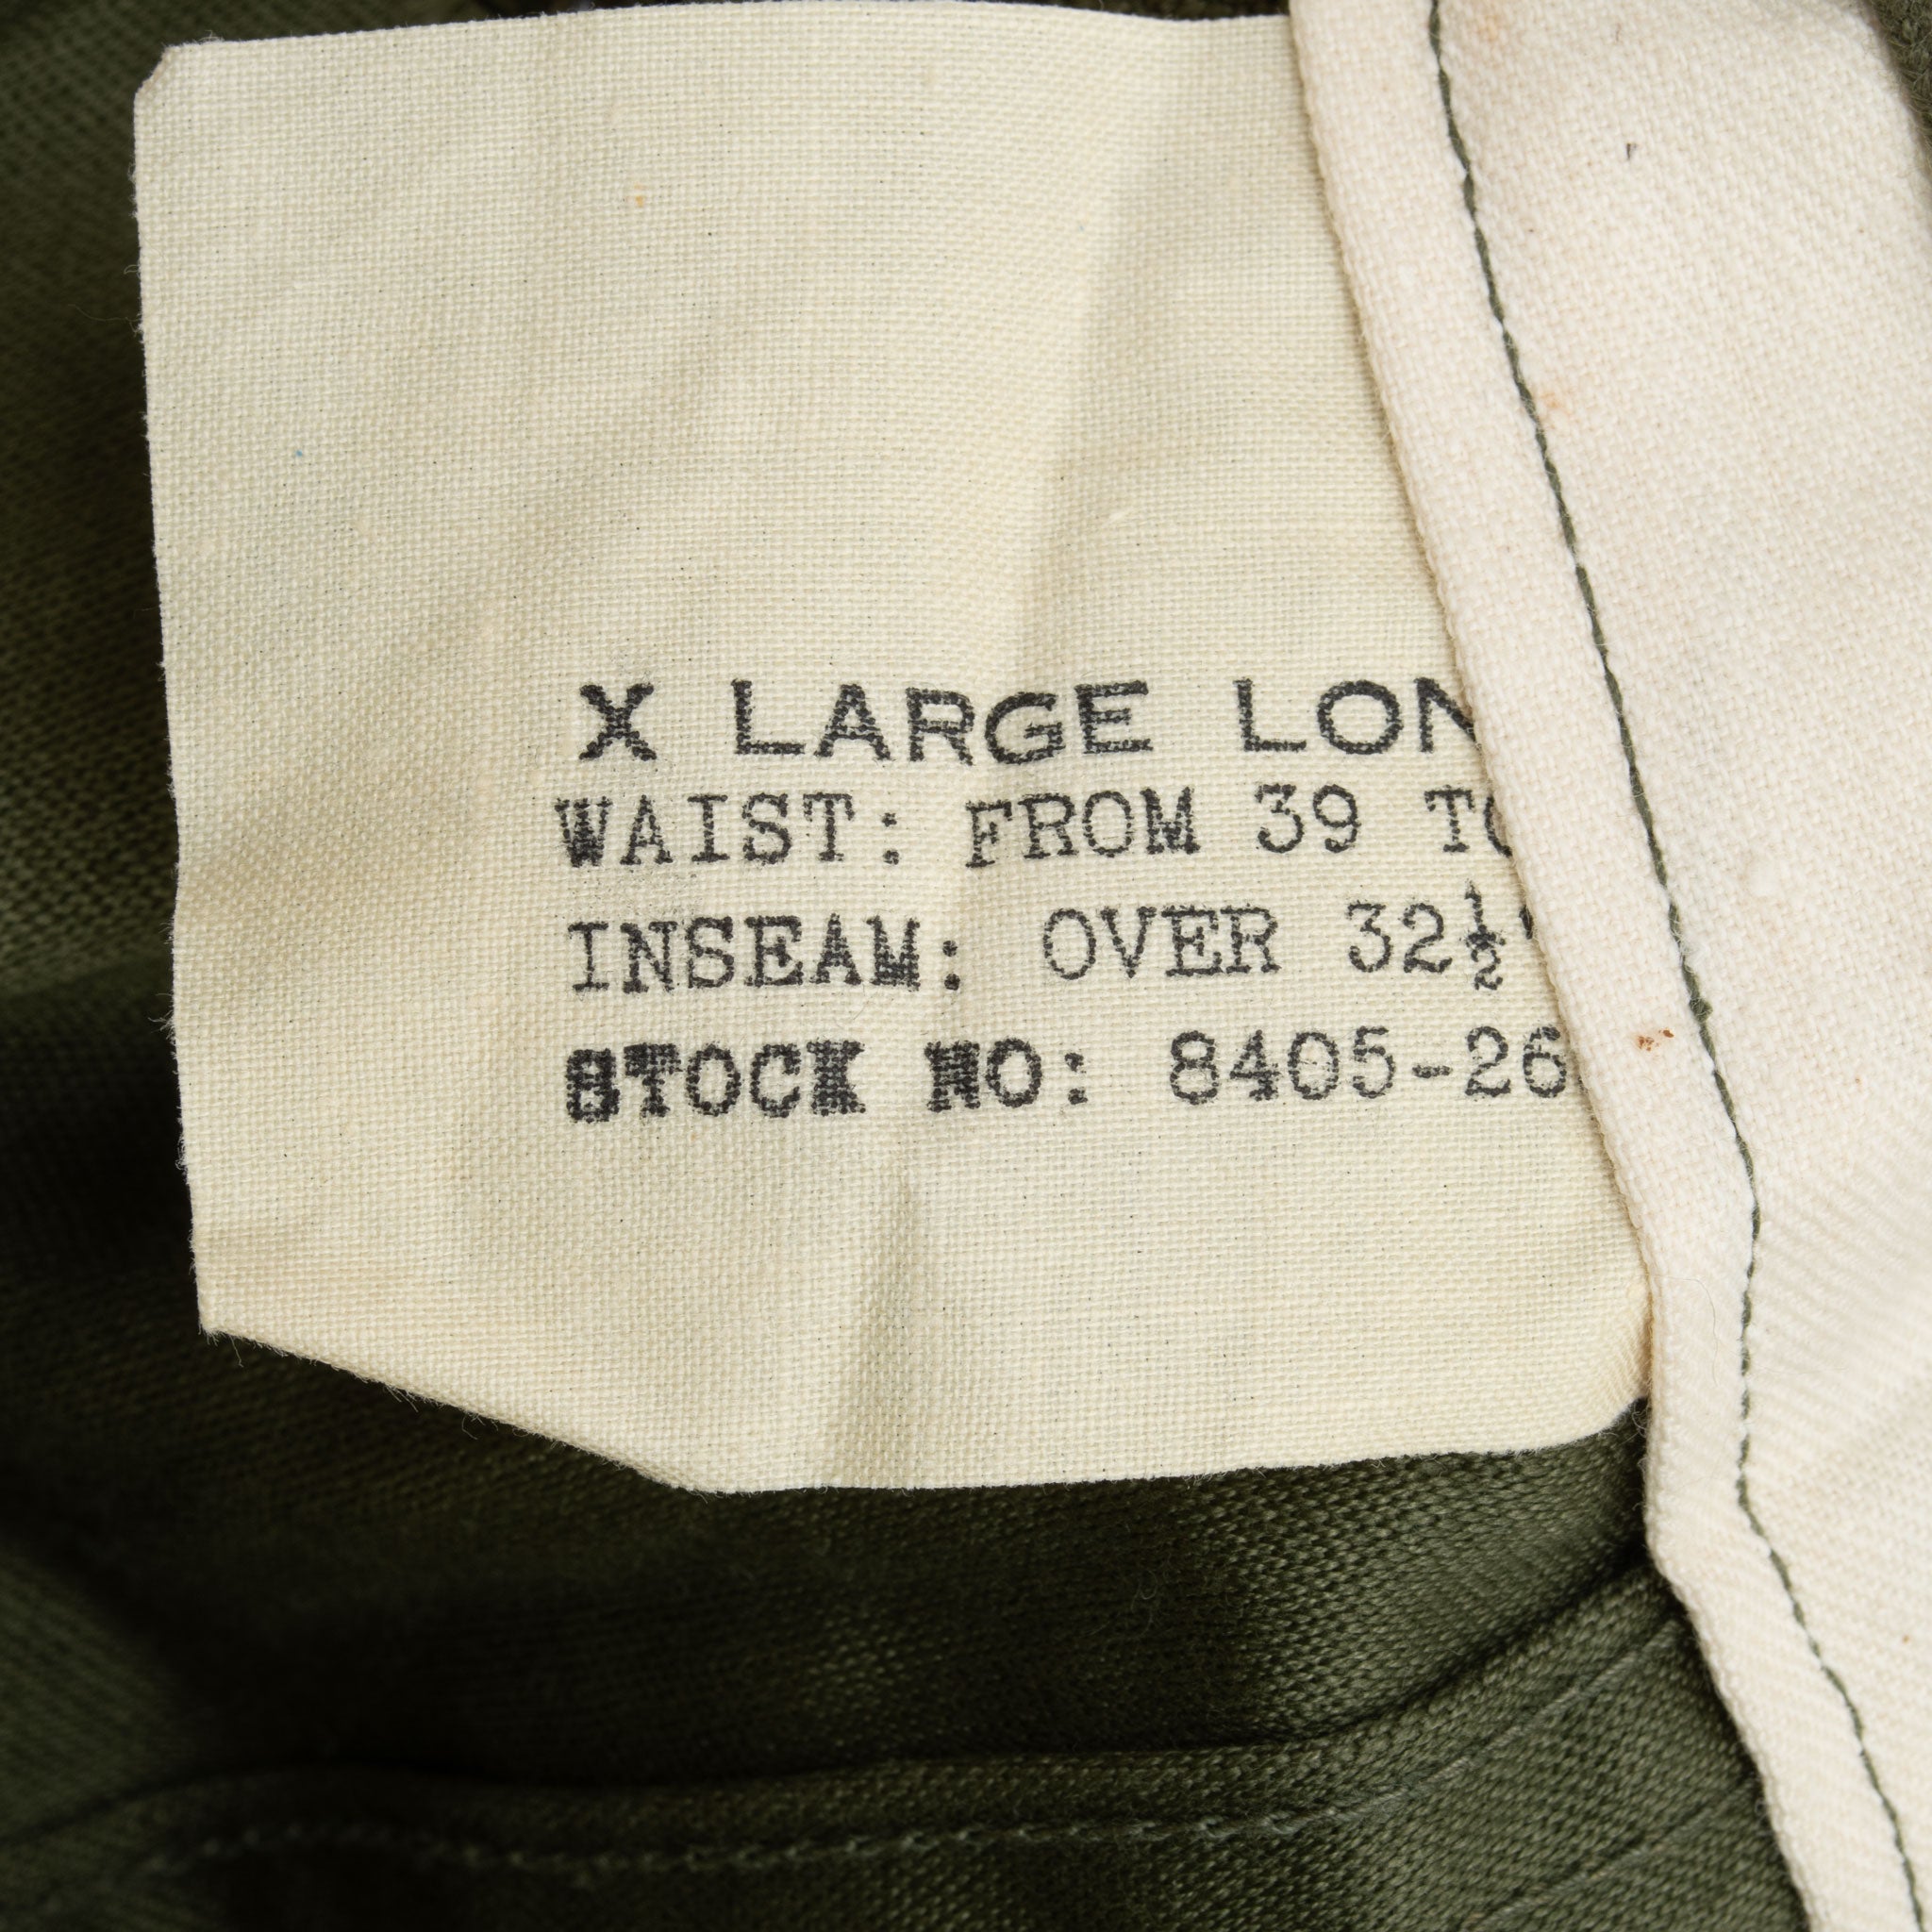 X LARGE LON
WAIST: FROM 39 TO
INSEAM: OVER 32½"
STOCK NO: 8405-26